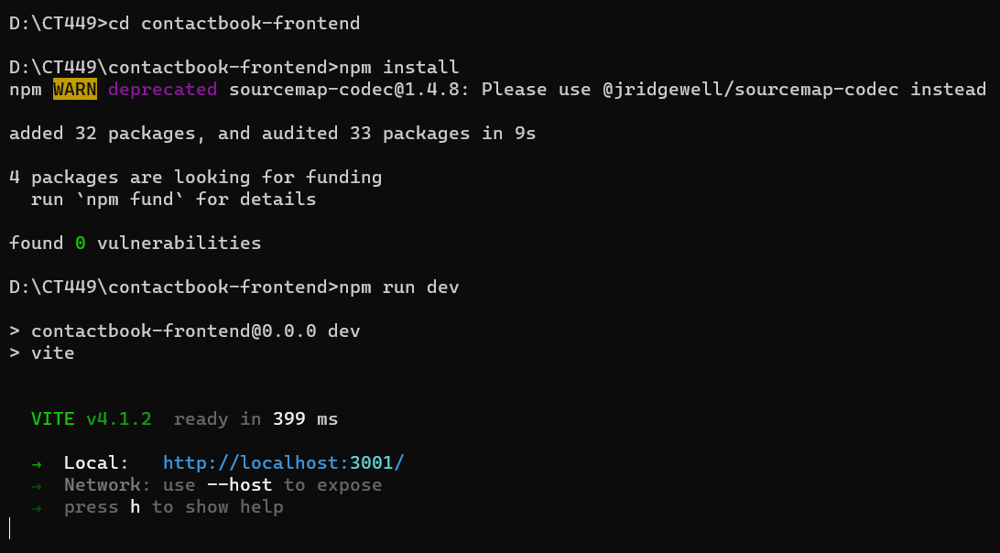 D:\CT449>cd contactbook-frontend
D:\CT449\contactbook-frontend>npm install
npm WARN deprecated sourcemap-codec@1.4.8: Please use @jridgewell/sourcemap-codec instead
added 32 packages, and audited 33 packages in 9s
4 packages are looking for funding
  run `npm fund` for details
found 0 vulnerabilities
D:\CT449\contactbook-frontend>npm run dev
> contactbook-frontend@0.0.0 dev
> vite
  VITE v4.1.2  ready in 399 ms
  →  Local:   http://localhost:3001/
  →  Network: use --host to expose
  →  press h to show help